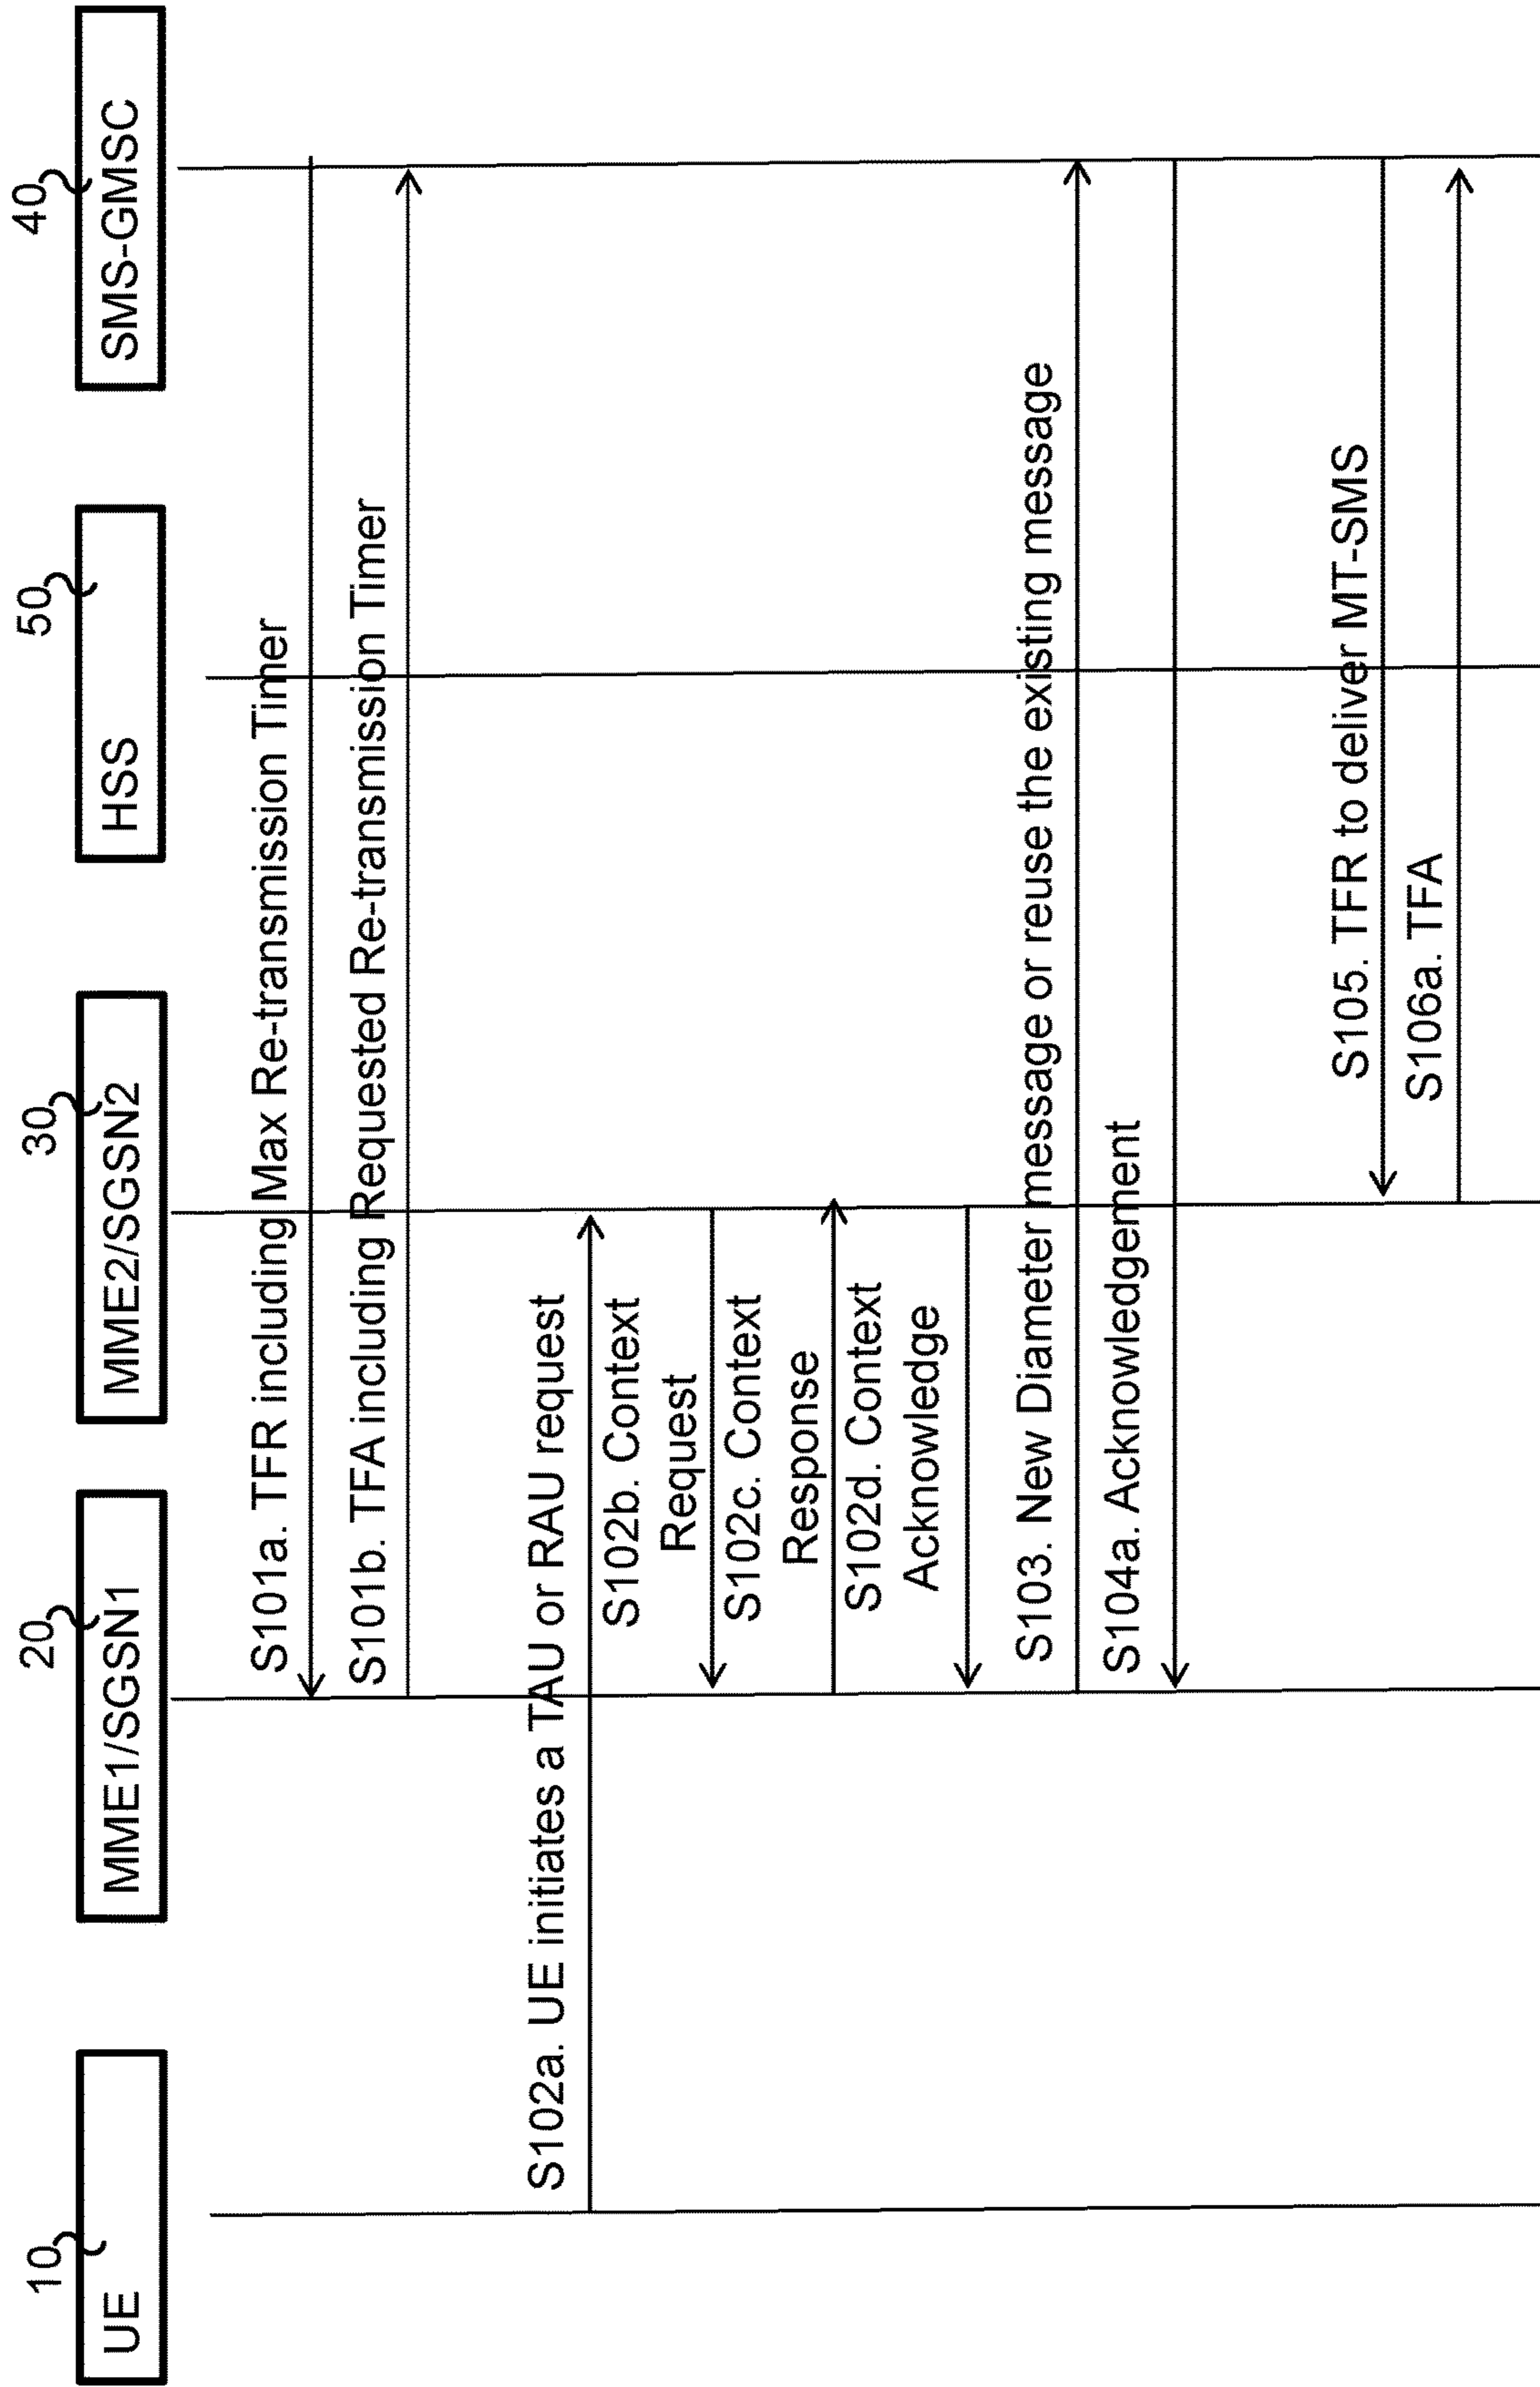 10
20
30
50
40
UE
MME1/SGSN1
MME2/SGSN2
HSS
SMS-GMSC
S101a. TFR including Max Re-transmission Timer
S101b. TFA including Requested Re-transmission Timer
S102a. UE initiates a TAU or RAU request
S102b. Context
Request
S102c. Context
Response
S102d. Context
Acknowledge
S103. New Diameter message or reuse the existing message
S104a. Acknowledgement
S105. TFR to deliver MT-SMS
S106a. TFA